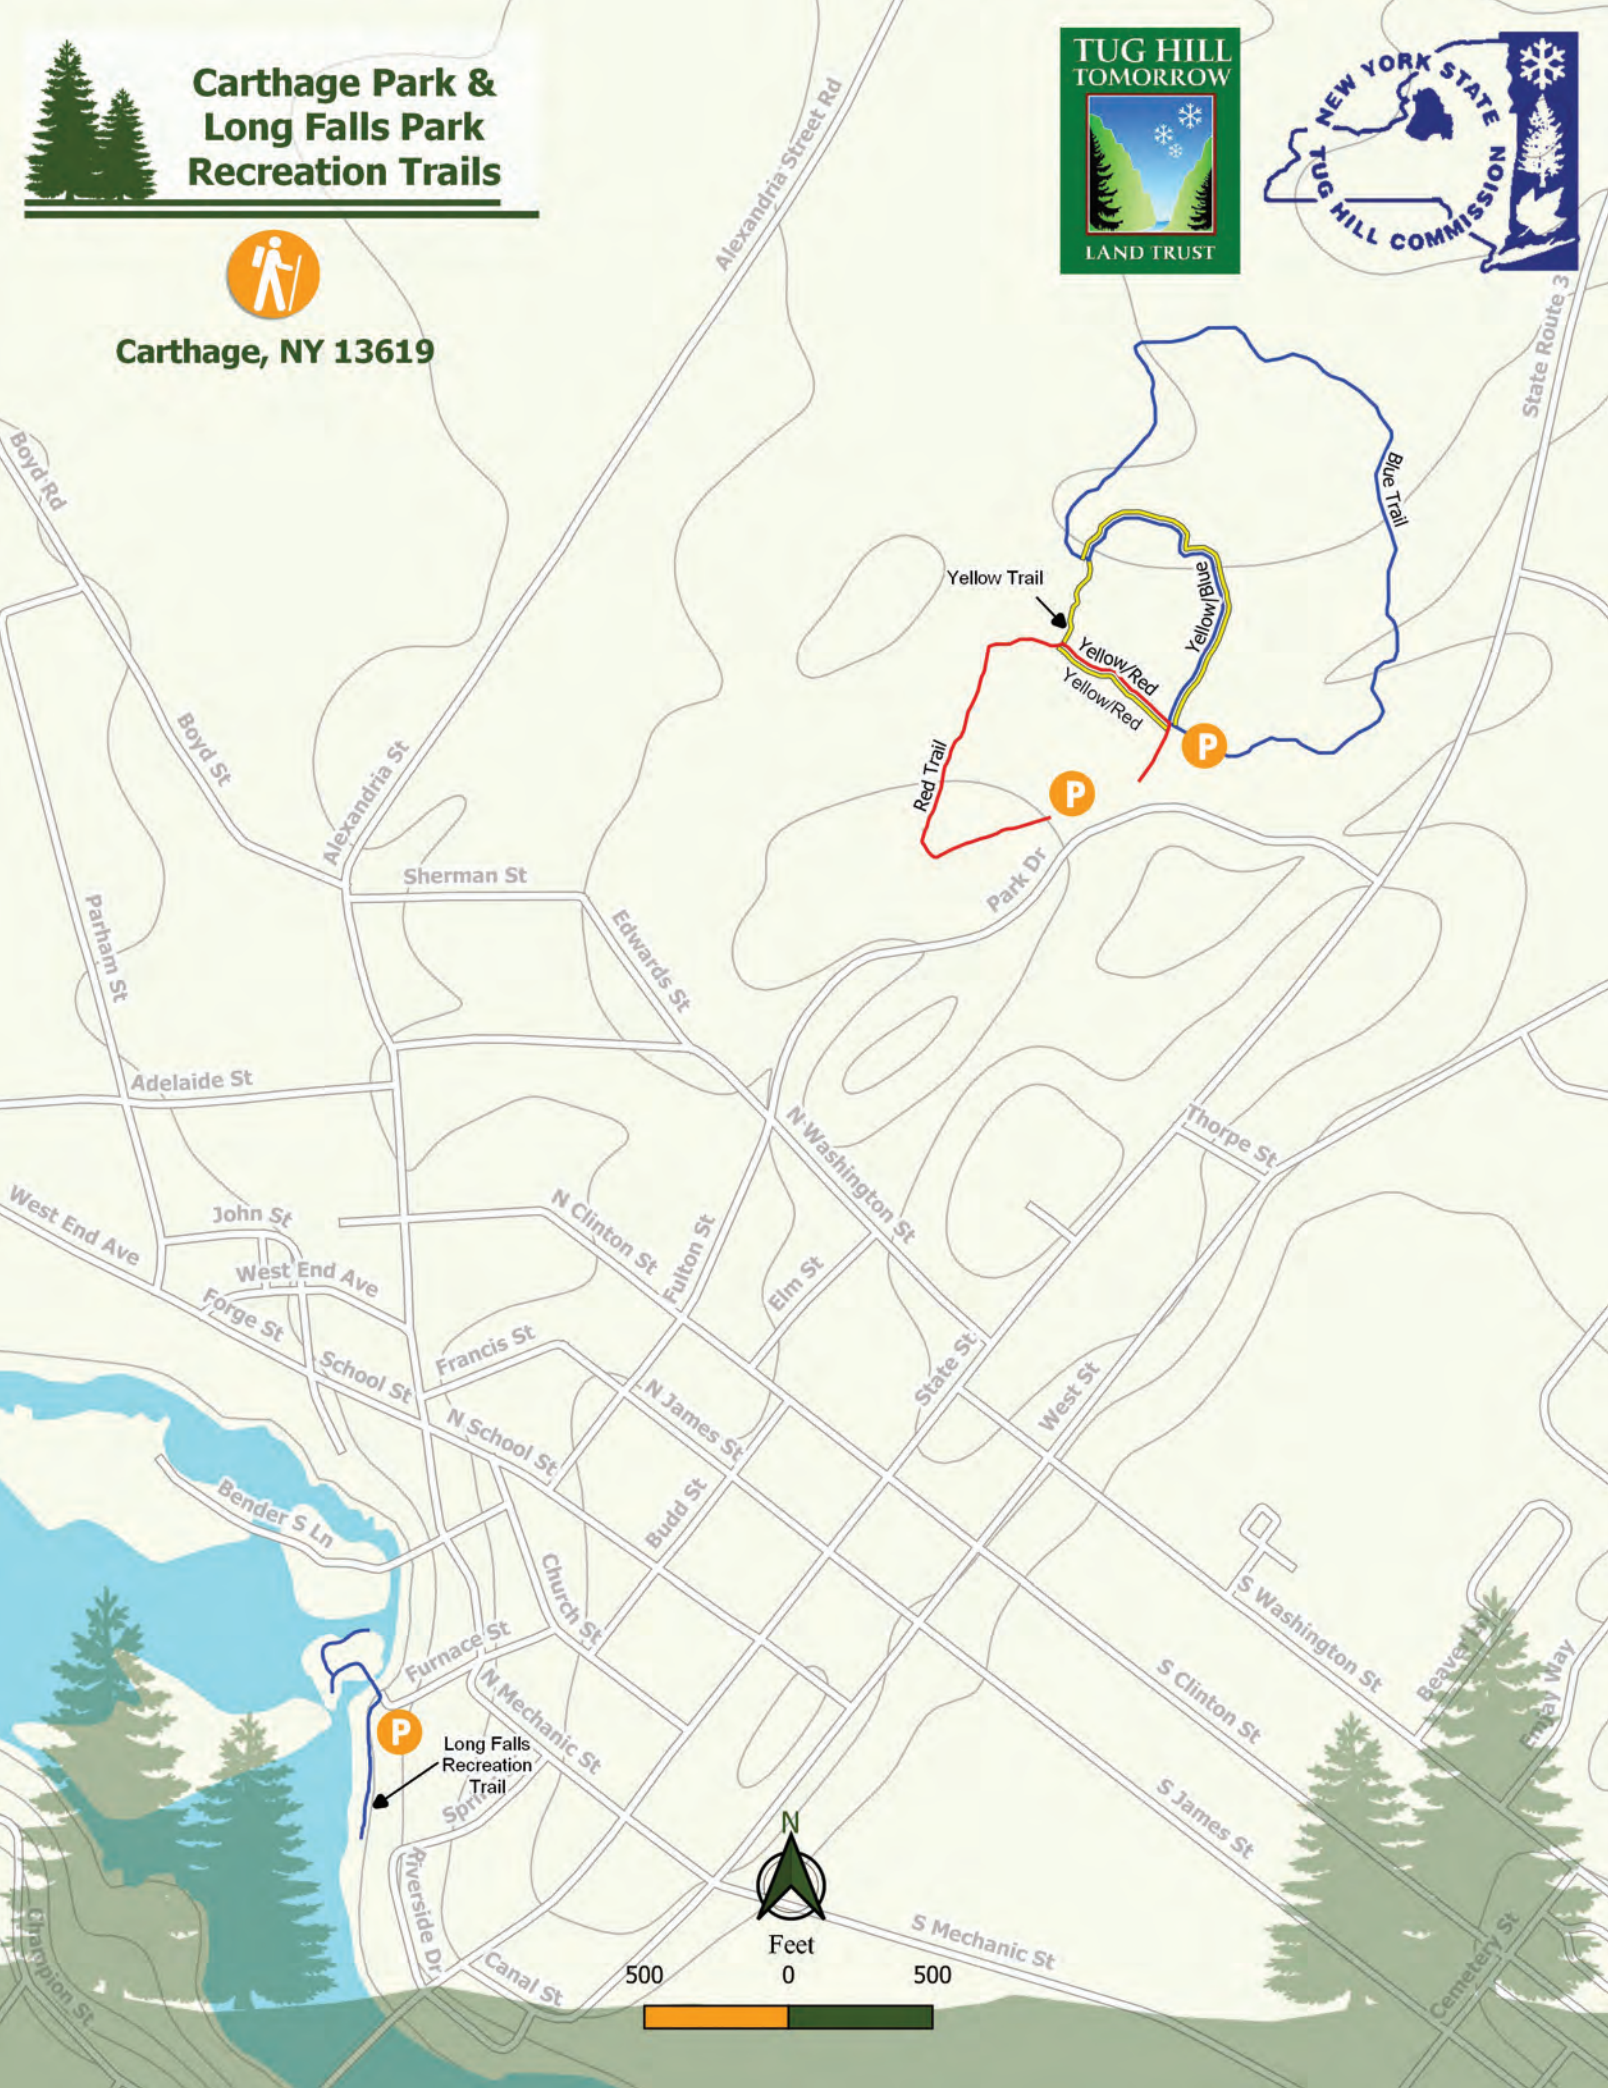 Carthage Park &
Long Falls Park
Recreation Trails
Carthage, NY 13619
TUG HILL
TOMORROW
LAND TRUST
NEW YORK STATE
TUG HILL COMMISSION
Alexandria Street Rd
State Route 3
Boyd Rd
Blue Trail
Yellow Trail
Yellow/Blue
Yellow/Red
Yellow/Red
Red Trail
P
P
Boyd St
Alexandria St
Sherman St
Park Dr
Edwards St
Parham St
Adelaide St
N Washington St
Thorpe St
West End Ave
John St
N Clinton St
Fulton St
West End Ave
Elm St
Forge St
Francis St
School St
State St
West St
N James St
N School St
Budd St
Bender S Ln
Church St
S Washington St
Furnace St
Beaver Ln
Emjay Way
S Clinton St
N Mechanic St
P
Long Falls
Recreation
Trail
S James St
N
Riverside Dr
Feet
500 0 500
S Mechanic St
Canal St
Champion St
Cemetery St